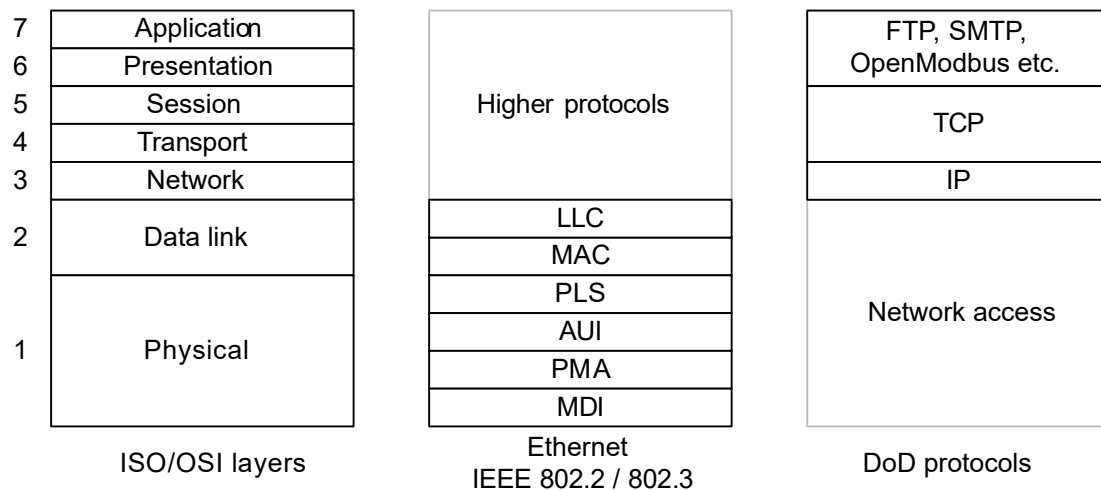 7
Application
6
Presentation
5
Session
4
Transport
3
Network
2
Data link
1
Physical
ISO/OSI layers
Higher protocols
LLC
MAC
PLS
AUI
PMA
MDI
Ethernet
IEEE 802.2 / 802.3
FTP, SMTP,
OpenModbus etc.
TCP
IP
Network access
DoD protocols